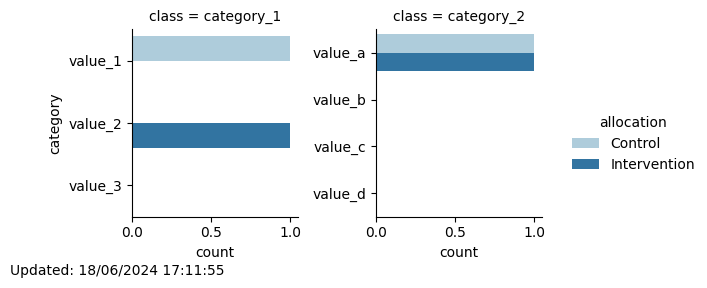 class = category_1
class = category_2
category
value_1
value_2
value_3
0.0
0.5
1.0
count
value_a
value_b
value_c
value_d
0.0
0.5
1.0
count
allocation
Control
Intervention
Updated: 18/06/2024 17:11:55